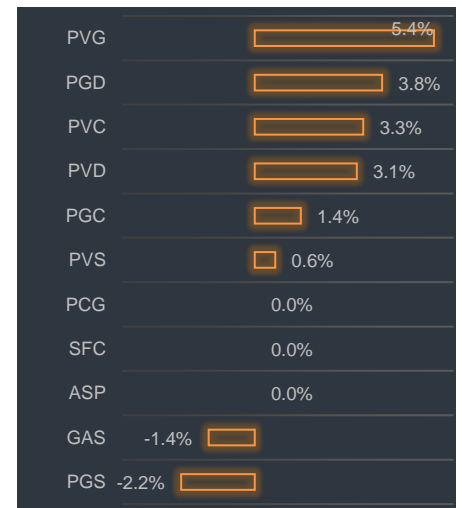 PVG 5.4%
PGD 3.8%
PVC 3.3%
PVD 3.1%
PGC 1.4%
PVS 0.6%
PCG 0.0%
SFC 0.0%
ASP 0.0%
GAS -1.4%
PGS -2.2%